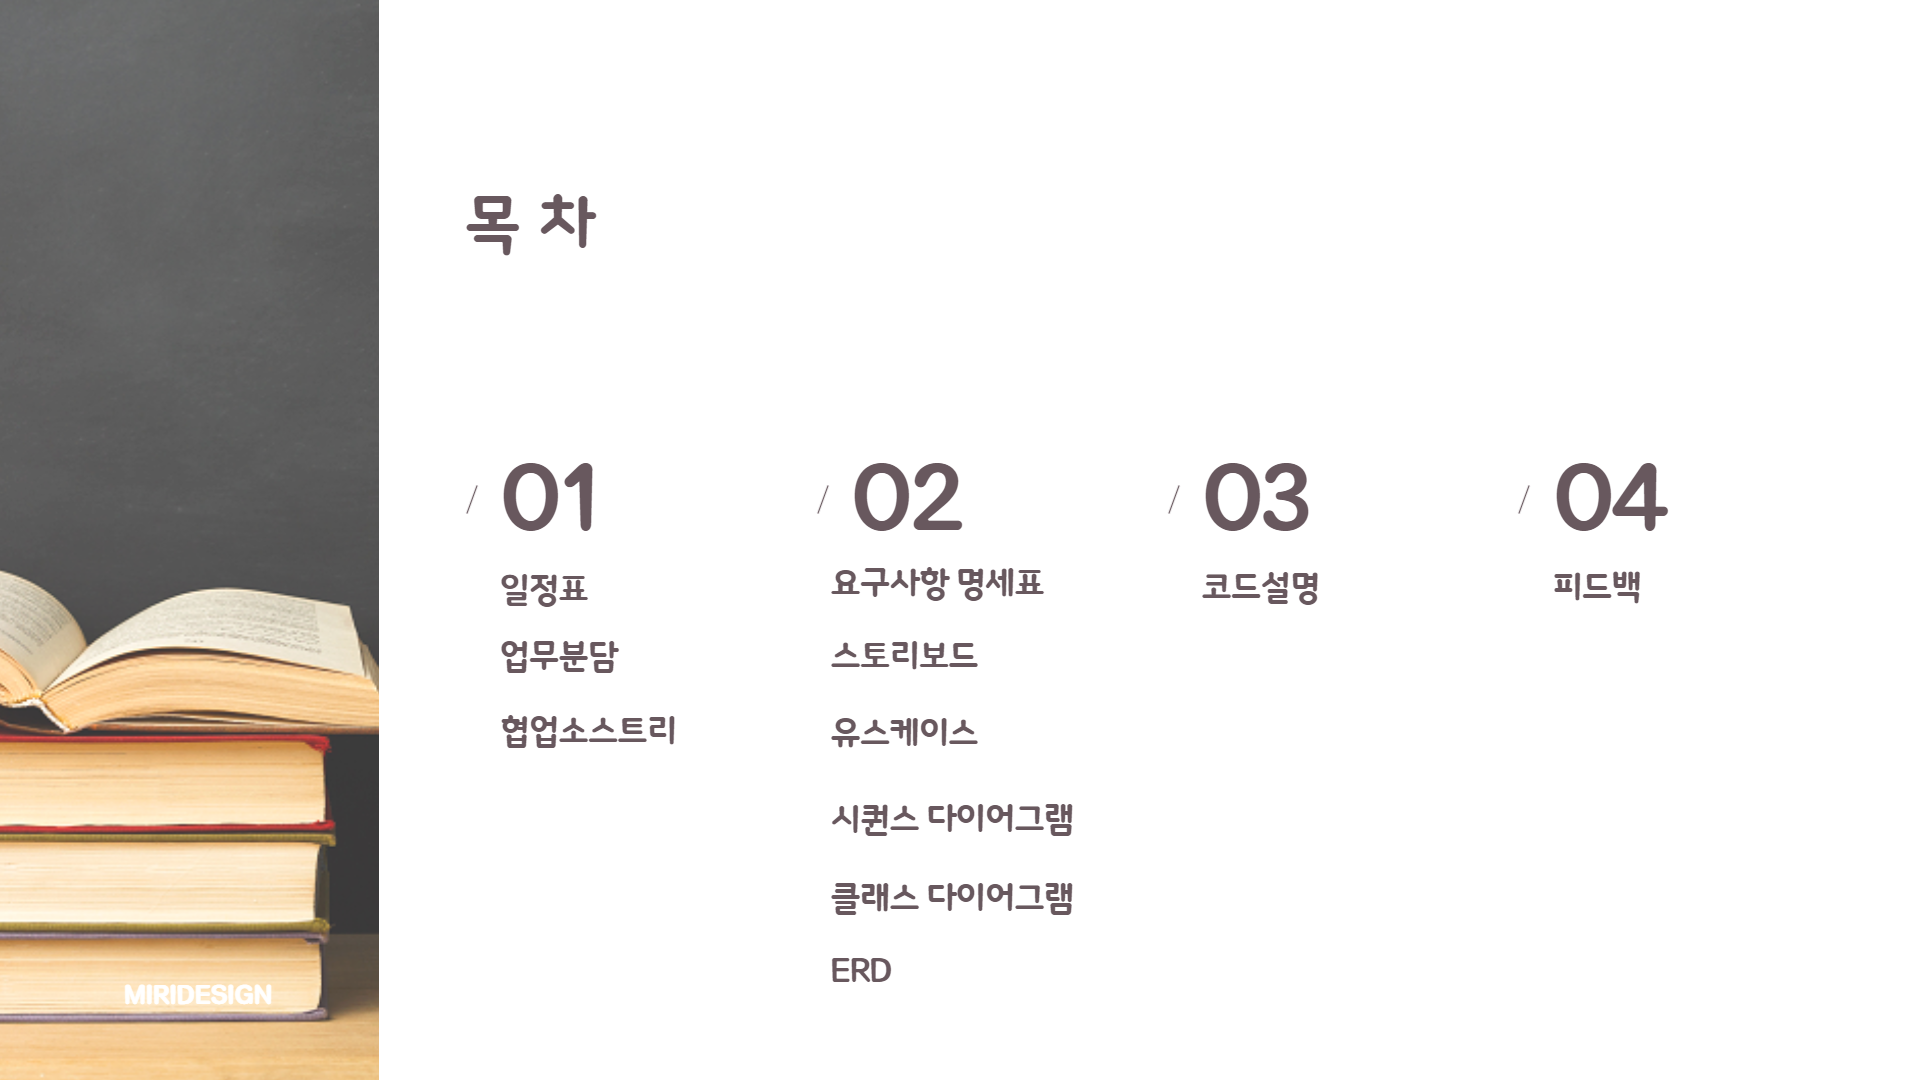 목 차
/ 01
일정표
업무분담
협업소스트리
/ 02
요구사항 명세표
스토리보드
유스케이스
시퀀스 다이어그램
클래스 다이어그램
ERD
/ 03
코드설명
/ 04
피드백
MIRIDESIGN